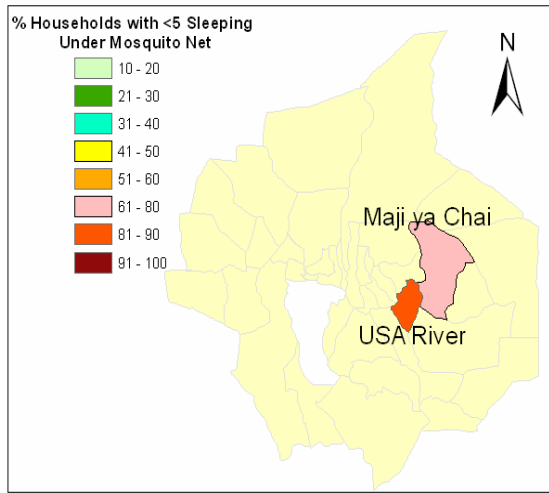 % Households with <5 Sleeping
Under Mosquito Net
10 - 20
21 - 30
31 - 40
41 - 50
51 - 60
61 - 80
81 - 90
91 - 100
N
Maji ya Chai
USA River